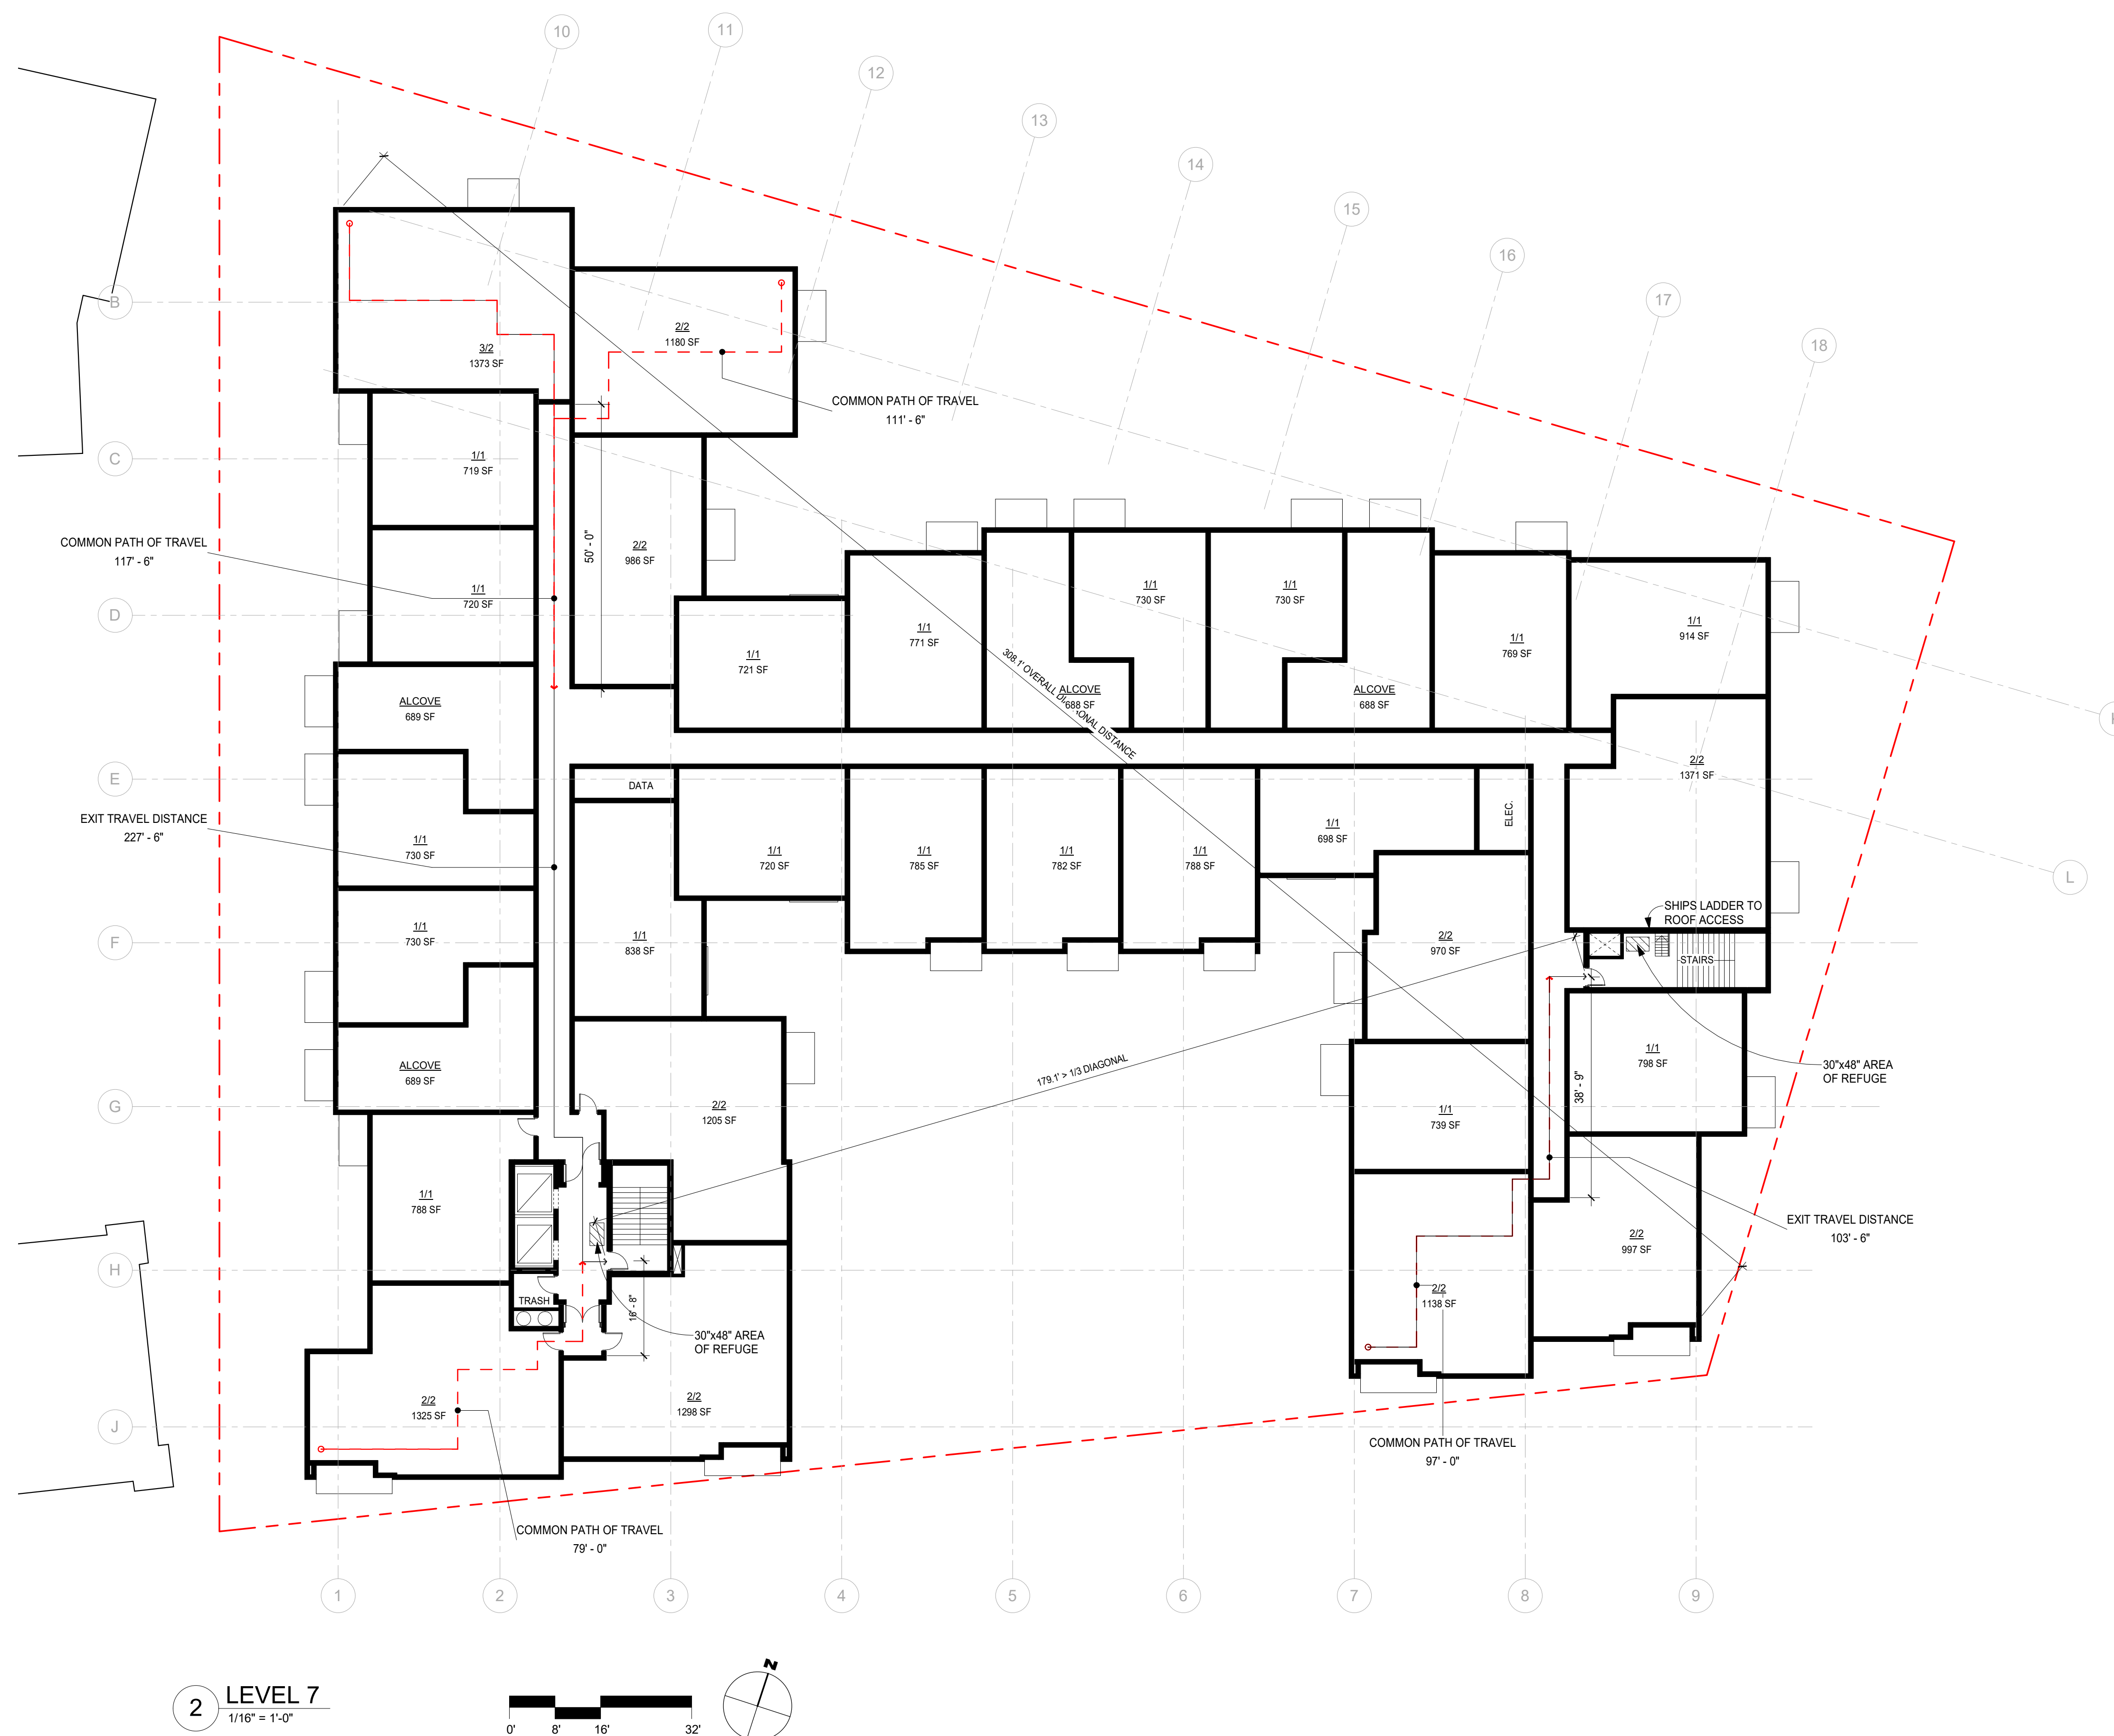 10
11
12
13
14
15
16
17
18
B
3/2
1373 SF
2/2
1180 SF
COMMON PATH OF TRAVEL
111' - 6"
C
1/1
719 SF
COMMON PATH OF TRAVEL
117' - 6"
50' - 0"
2/2
986 SF
D
1/1
720 SF
1/1
721 SF
1/1
771 SF
1/1
730 SF
1/1
730 SF
1/1
769 SF
1/1
914 SF
308.1' OVERALL DIAGONAL DISTANCE
ALCOVE
689 SF
ALCOVE
688 SF
ALCOVE
688 SF
E
DATA
2/2
1371 SF
ELEC.
EXIT TRAVEL DISTANCE
227' - 6"
1/1
730 SF
1/1
720 SF
1/1
785 SF
1/1
782 SF
1/1
788 SF
1/1
698 SF
L
SHIPS LADDER TO
ROOF ACCESS
F
1/1
730 SF
1/1
838 SF
2/2
970 SF
STAIRS
ALCOVE
689 SF
179.1' > 1/3 DIAGONAL
1/1
798 SF
30"x48" AREA
OF REFUGE
38' - 9"
G
2/2
1205 SF
1/1
739 SF
1/1
788 SF
EXIT TRAVEL DISTANCE
103' - 6"
2/2
997 SF
H
TRASH
16' - 8"
2/2
1138 SF
30"x48" AREA
OF REFUGE
2/2
1325 SF
2/2
1298 SF
J
COMMON PATH OF TRAVEL
97' - 0"
COMMON PATH OF TRAVEL
79' - 0"
1
2
3
4
5
6
7
8
9
N
2
LEVEL 7
1/16" = 1'-0"
0' 8' 16' 32'